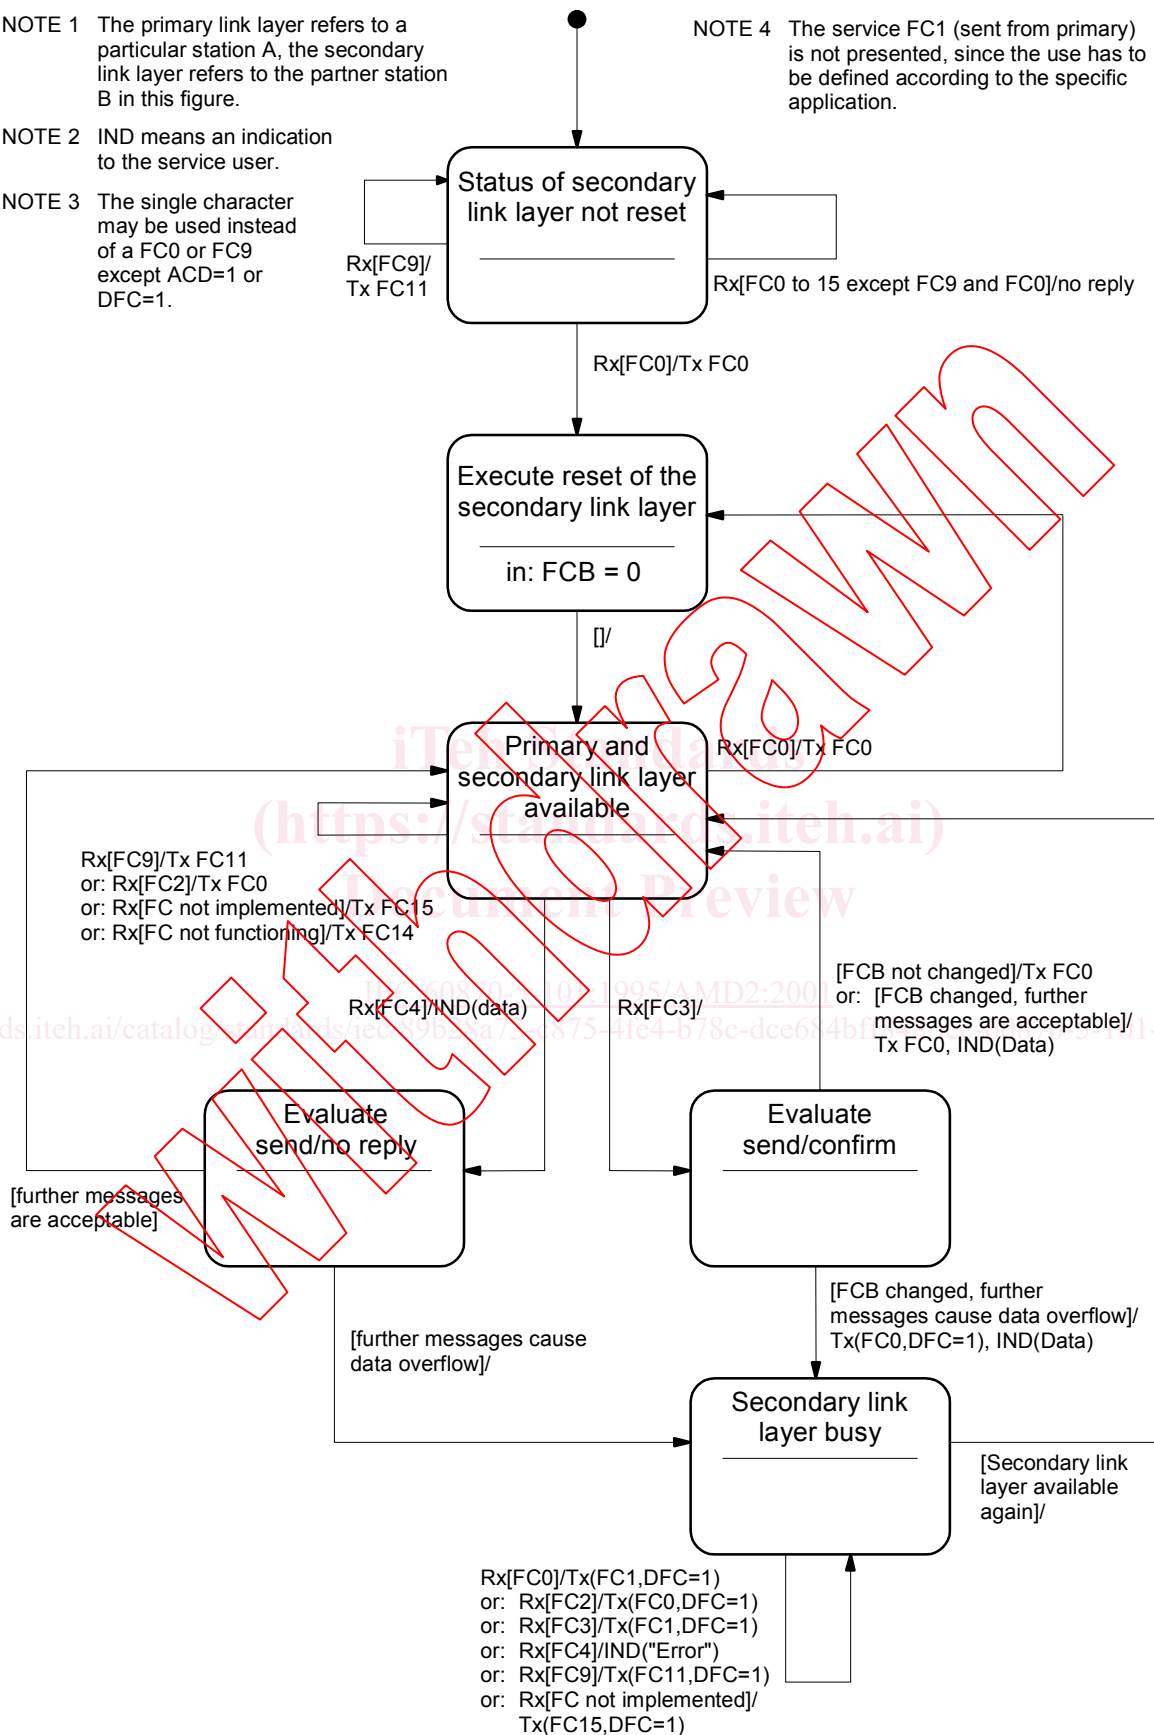 NOTE 1 The primary link layer refers to a
particular station A, the secondary
link layer refers to the partner station
B in this figure.
NOTE 2 IND means an indication
to the service user.
NOTE 3 The single character
may be used instead
of a FC0 or FC9
except ACD=1 or
DFC=1.
NOTE 4 The service FC1 (sent from primary)
is not presented, since the use has to
be defined according to the specific
application.
Status of secondary
link layer not reset
Rx[FC9]/
Tx FC11
Rx[FC0 to 15 except FC9 and FC0]/no reply
Rx[FC0]/Tx FC0
Execute reset of the
secondary link layer
in: FCB = 0
[]/
Primary and
secondary link layer
available
Rx[FC0]/Tx FC0
iTeh Standards
(https://standards.iteh.ai)
Document Preview
Rx[FC9]/Tx FC11
or: Rx[FC2]/Tx FC0
or: Rx[FC not implemented]/Tx FC15
or: Rx[FC not functioning]/Tx FC14
Rx[FC4]/IND(data)
Rx[FC3]/
[FCB not changed]/Tx FC0
or: [FCB changed, further
messages are acceptable]/
Tx FC0, IND(Data)
Evaluate
send/no reply
Evaluate
send/confirm
[further messages
are acceptable]
[further messages cause
data overflow]/
[FCB changed, further
messages cause data overflow]/
Tx(FC0,DFC=1), IND(Data)
Secondary link
layer busy
[Secondary link
layer available
again]/
Rx[FC0]/Tx(FC1,DFC=1)
or: Rx[FC2]/Tx(FC0,DFC=1)
or: Rx[FC3]/Tx(FC1,DFC=1)
or: Rx[FC4]/IND("Error")
or: Rx[FC9]/Tx(FC11,DFC=1)
or: Rx[FC not implemented]/
Tx(FC15,DFC=1)
Withdrawn